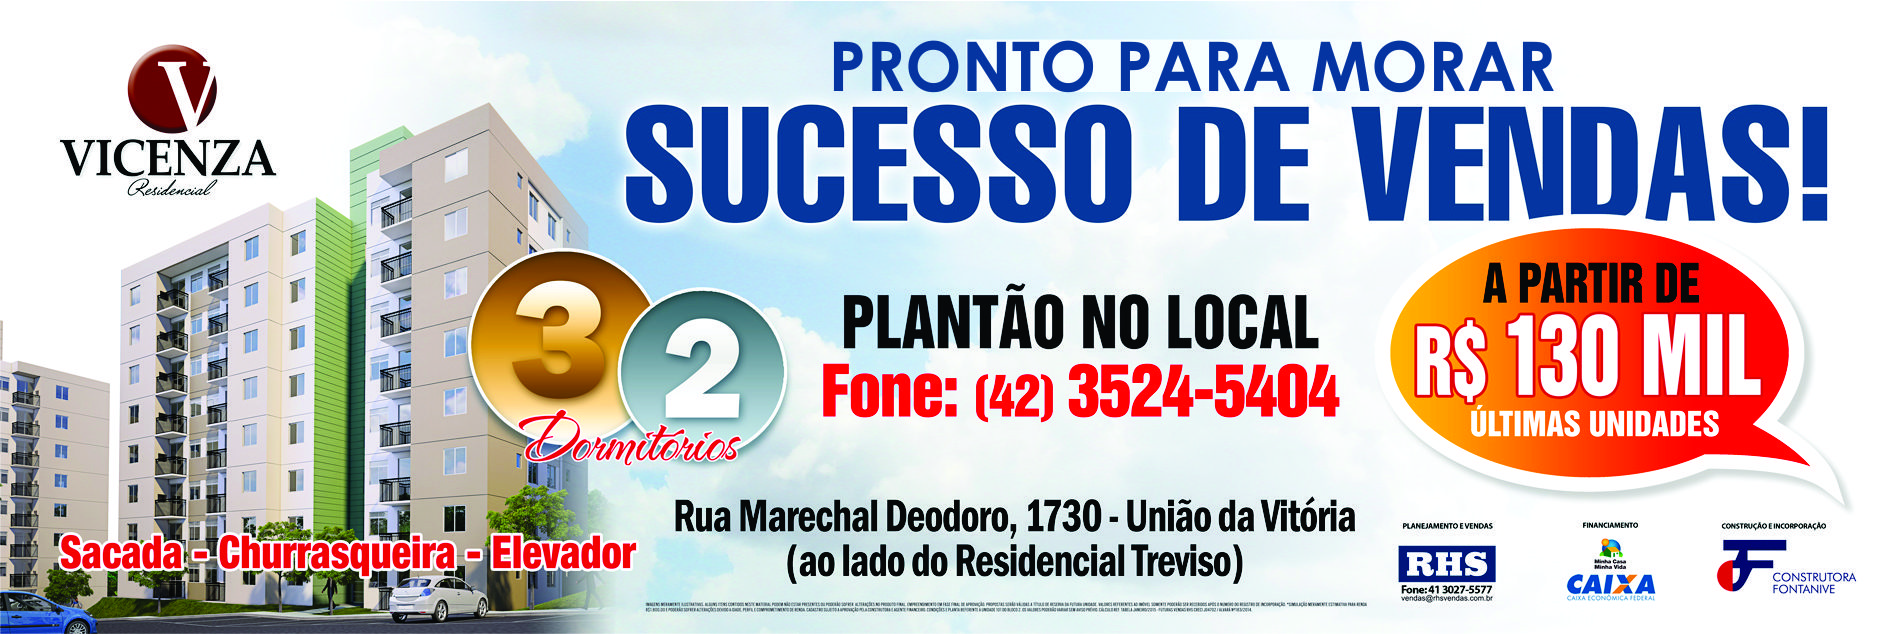 V
VICENZA
Residencial
PRONTO PARA MORAR
SUCESSO DE VENDAS!
3 2
Dormitórios
PLANTÃO NO LOCAL
Fone: (42) 3524-5404
A PARTIR DE
R$ 130 MIL
ÚLTIMAS UNIDADES
Sacada - Churrasqueira - Elevador
Rua Marechal Deodoro, 1730 - União da Vitória
(ao lado do Residencial Treviso)
PLANEJAMENTO E VENDAS
RHS
Fone: 41 3027-5577
vendas@rhsvendas.com.br
FINANCIAMENTO
Minha Casa
Minha Vida
CAIXA
CAIXA ECONÔMICA FEDERAL
CONSTRUÇÃO E INCORPORAÇÃO
CONSTRUTORA
FONTANIVE